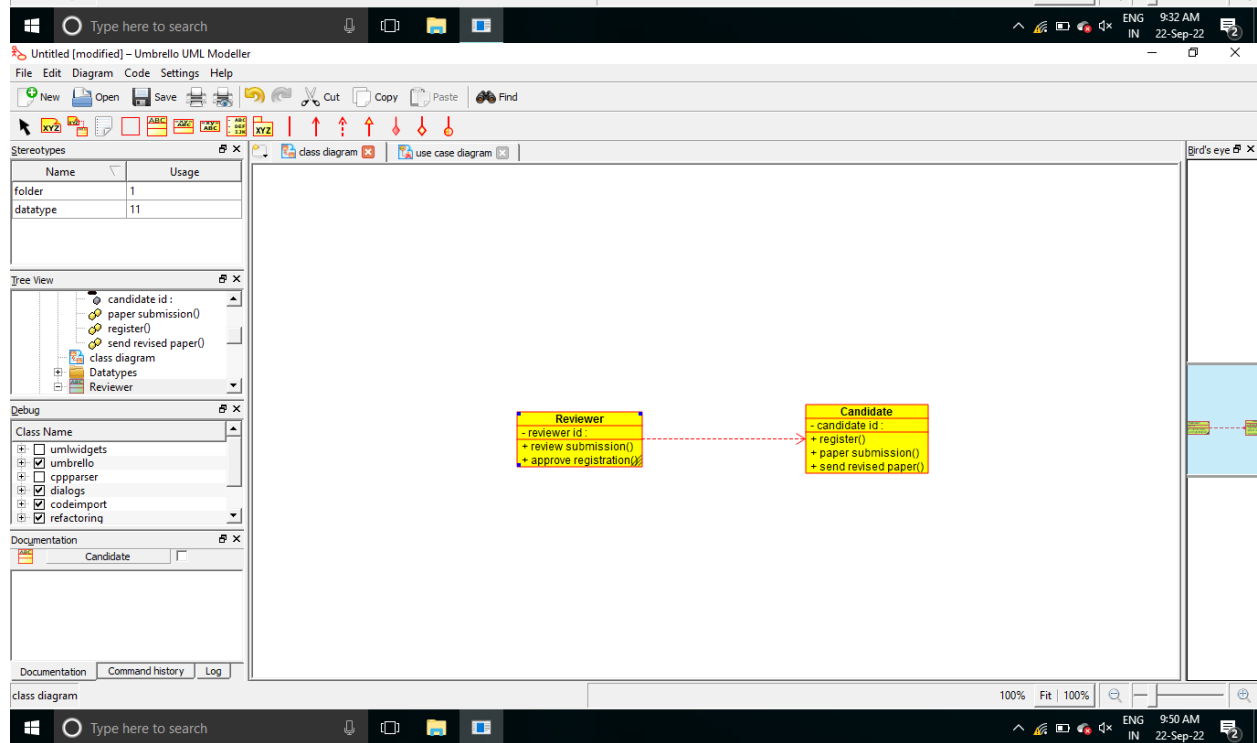 Type here to search
ENG 9:32 AM
IN 22-Sep-22
2
Untitled [modified] – Umbrello UML Modeller
File Edit Diagram Code Settings Help
New Open Save Cut Copy Paste Find
XYZ
ABC
XYZ
Stereotypes
class diagram use case diagram
Bird's eye
Name Usage
folder 1
datatype 11
Tree View
candidate id :
paper submission()
register()
send revised paper()
class diagram
Datatypes
Reviewer
Debug
Class Name
umlwidgets
umbrello
cppparser
dialogs
codeimport
refactoring
Reviewer
- reviewer id :
+ review submission()
+ approve registration()
Candidate
- candidate id :
+ register()
+ paper submission()
+ send revised paper()
Documentation
Candidate
Documentation Command history Log
class diagram
100% Fit 100%
Type here to search
ENG 9:50 AM
IN 22-Sep-22
2